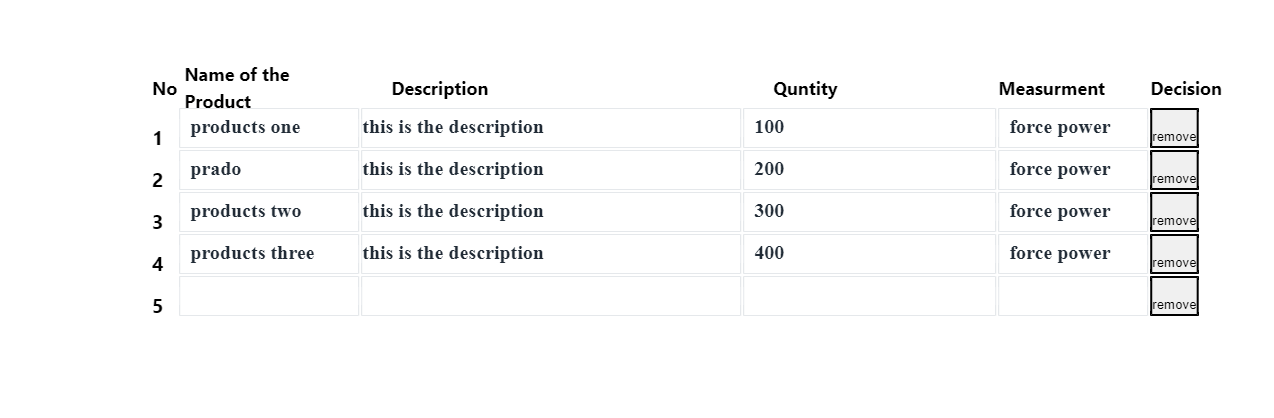 No Name of the Product Description Quntity Measurment Decision
1 products one this is the description 100 force power remove
2 prado this is the description 200 force power remove
3 products two this is the description 300 force power remove
4 products three this is the description 400 force power remove
5 remove